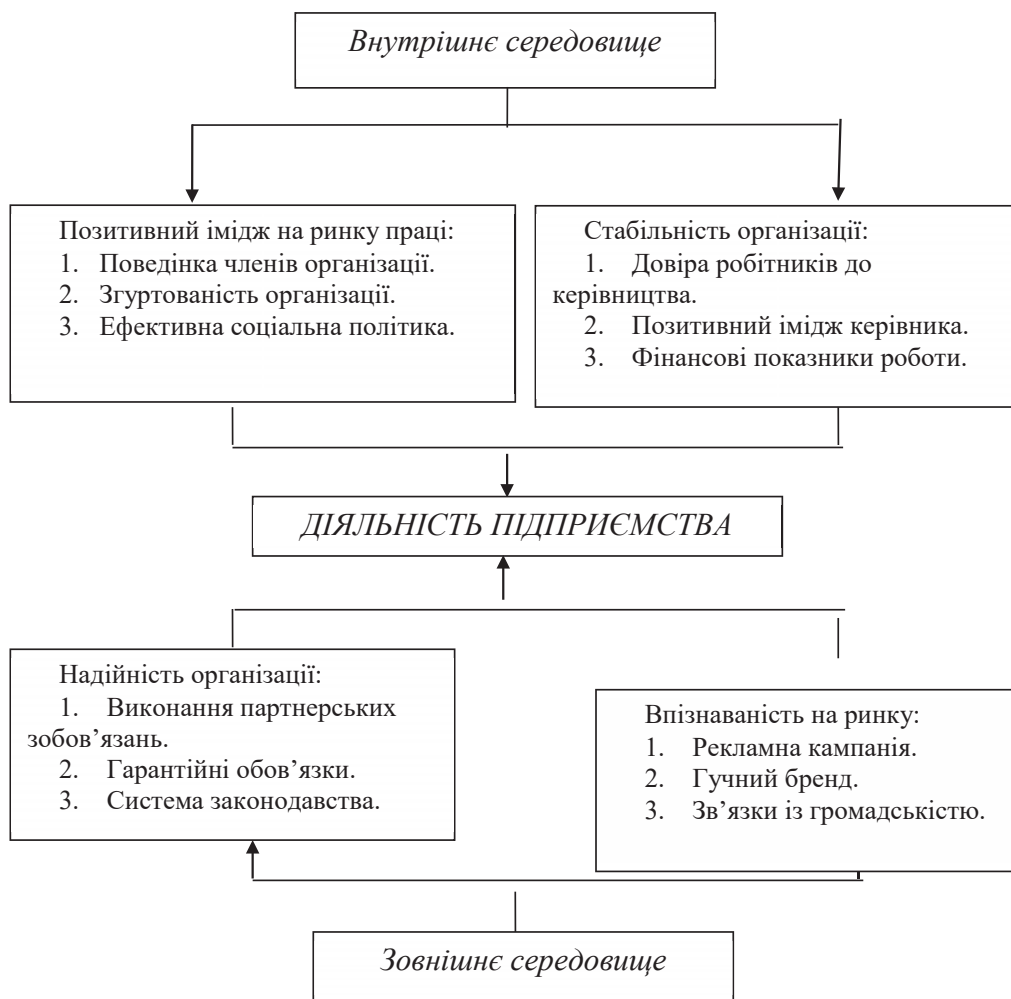 Внутрішнє середовище
Позитивний імідж на ринку праці:
1. Поведінка членів організації.
2. Згуртованість організації.
3. Ефективна соціальна політика.
Стабільність організації:
1. Довіра робітників до
керівництва.
2. Позитивний імідж керівника.
3. Фінансові показники роботи.
ДІЯЛЬНІСТЬ ПІДПРИЄМСТВА
Надійність організації:
1. Виконання партнерських
зобов’язань.
2. Гарантійні обов’язки.
3. Система законодавства.
Впізнаваність на ринку:
1. Рекламна кампанія.
2. Гучний бренд.
3. Зв’язки із громадськістю.
Зовнішнє середовище